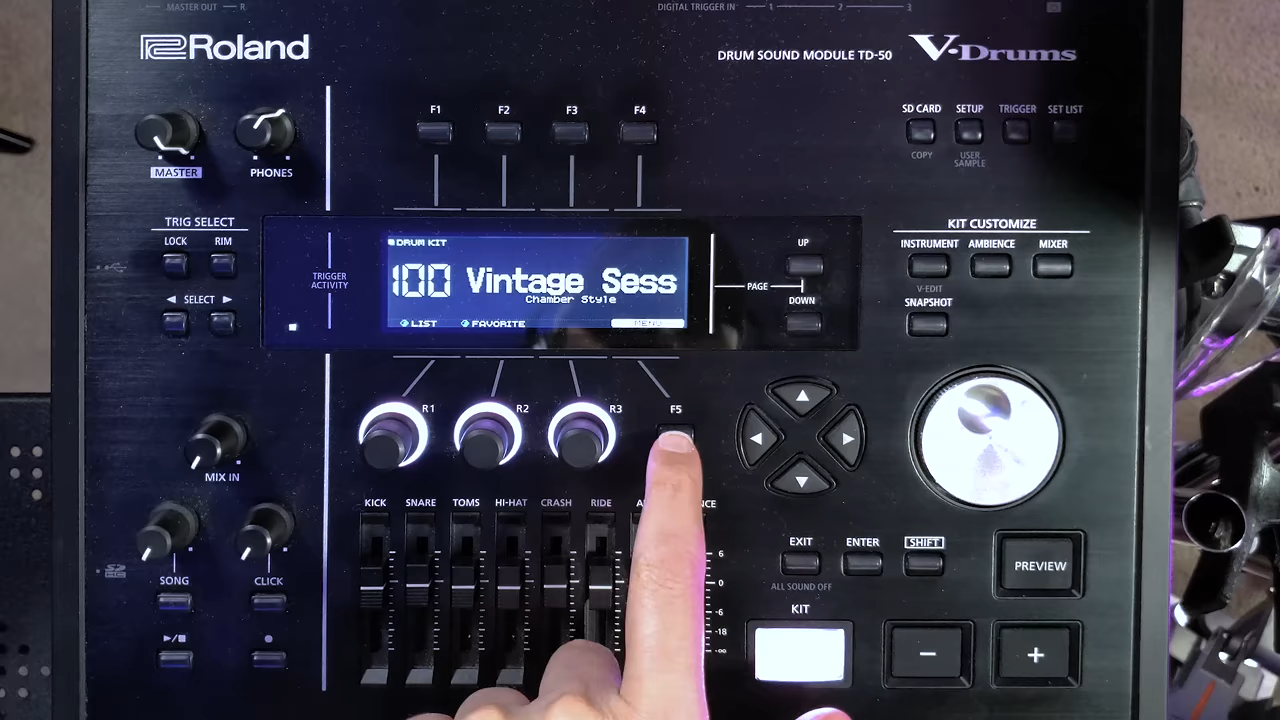 MASTER OUT R
DIGITAL TRIGGER IN 1 2 3
Roland
DRUM SOUND MODULE TD-50 V-Drums
F1 F2 F3 F4
SD CARD SETUP TRIGGER SET LIST
COPY USER SAMPLE
MASTER PHONES
TRIG SELECT
LOCK RIM
SELECT
TRIGGER
ACTIVITY
DRUM KIT
100 Vintage Sess
Chamber Style
LIST FAVORITE MENU
UP
PAGE
DOWN
KIT CUSTOMIZE
INSTRUMENT AMBIENCE MIXER
V-EDIT
SNAPSHOT
R1 R2 R3 F5
MIX IN
KICK SNARE TOMS HI-HAT CRASH RIDE
6
0
-6
-18
-∞
SONG CLICK
EXIT ENTER SHIFT
ALL SOUND OFF
PREVIEW
KIT
− +